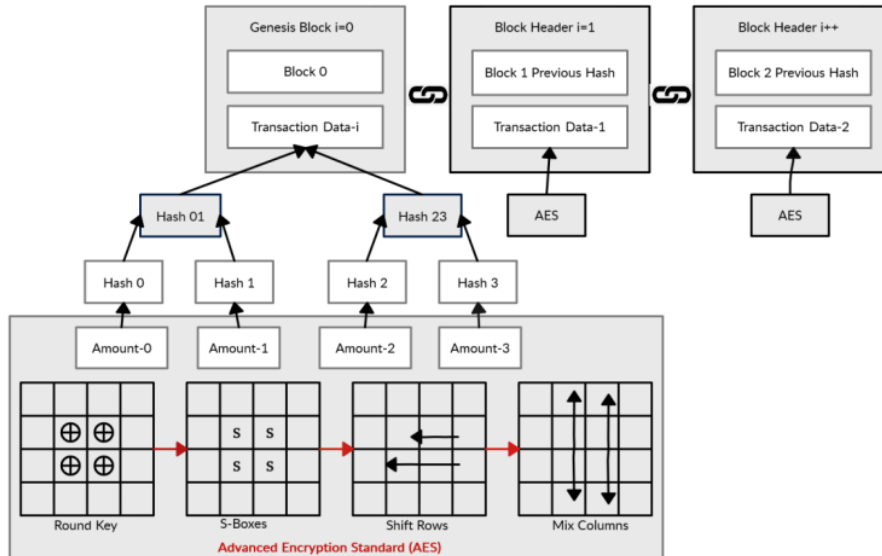 Genesis Block i=0
Block Header i=1
Block Header i++
Block 0
Block 1 Previous Hash
Block 2 Previous Hash
Transaction Data-i
Transaction Data-1
Transaction Data-2
Hash 01
Hash 23
AES
AES
Hash 0
Hash 1
Hash 2
Hash 3
Amount-0
Amount-1
Amount-2
Amount-3
S S
S S
Round Key
S-Boxes
Shift Rows
Mix Columns
Advanced Encryption Standard (AES)